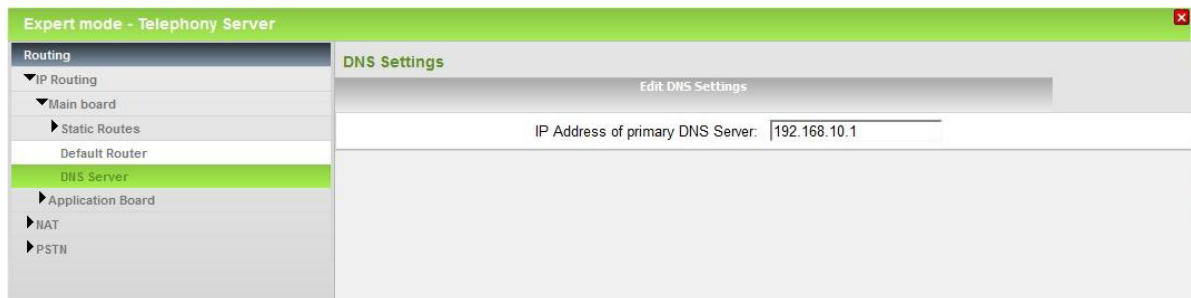 Expert mode - Telephony Server
Routing
IP Routing
Main board
Static Routes
Default Router
DNS Server
Application Board
NAT
PSTN
DNS Settings
Edit DNS Settings
IP Address of primary DNS Server: 192.168.10.1